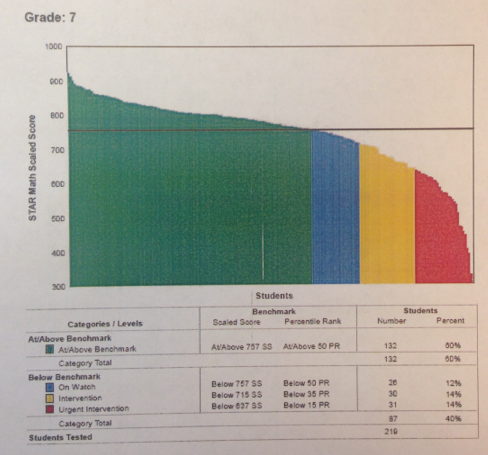 Grade: 7
1000
900
800
700
600
500
400
300
STAR Math Scaled Score
Students
Benchmark Students
Categories / Levels Scaled Score Percentile Rank Number Percent
At/Above Benchmark
At/Above Benchmark At/Above 757 SS At/Above 50 PR 132 60%
Category Total 132 60%
Below Benchmark
On Watch Below 757 SS Below 50 PR 26 12%
Intervention Below 715 SS Below 35 PR 30 14%
Urgent Intervention Below 637 SS Below 15 PR 31 14%
Category Total 87 40%
Students Tested 219